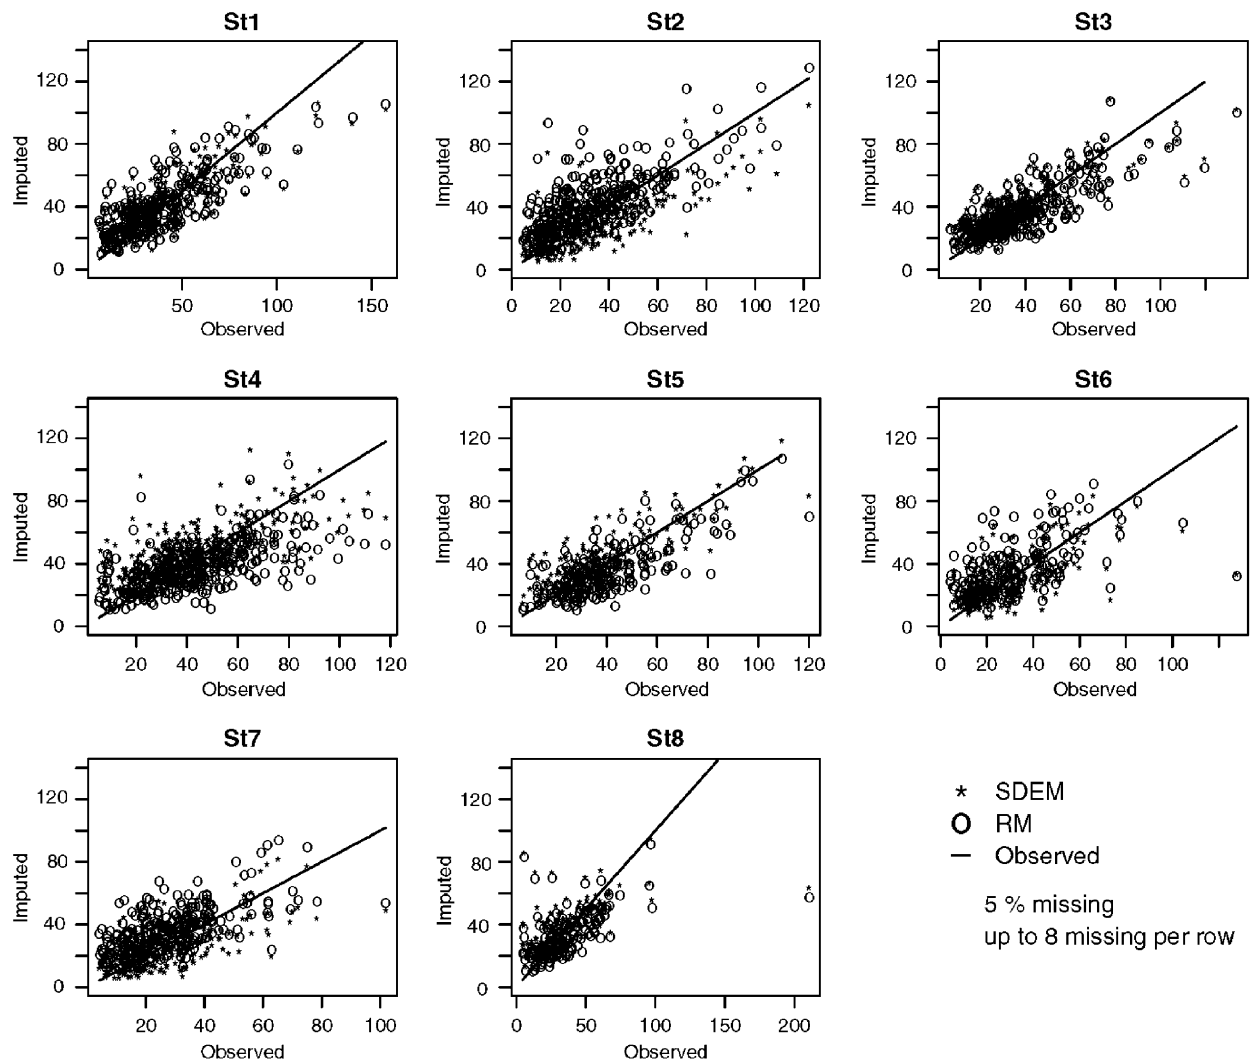 St1
St2
St3
Imputed
120
80
40
0
50
100
150
Observed
Imputed
120
80
40
0
0
20
40
60
80
100
120
Observed
Imputed
120
80
40
0
20
40
60
80
100
Observed
St4
St5
St6
Imputed
120
80
40
0
20
40
60
80
100
120
Observed
Imputed
120
80
40
0
20
40
60
80
100
120
Observed
Imputed
120
80
40
0
0
20
40
60
80
100
Observed
St7
St8
Imputed
120
80
40
0
20
40
60
80
100
Observed
Imputed
120
80
40
0
0
50
100
150
200
Observed
* SDEM
O RM
— Observed
5 % missing
up to 8 missing per row